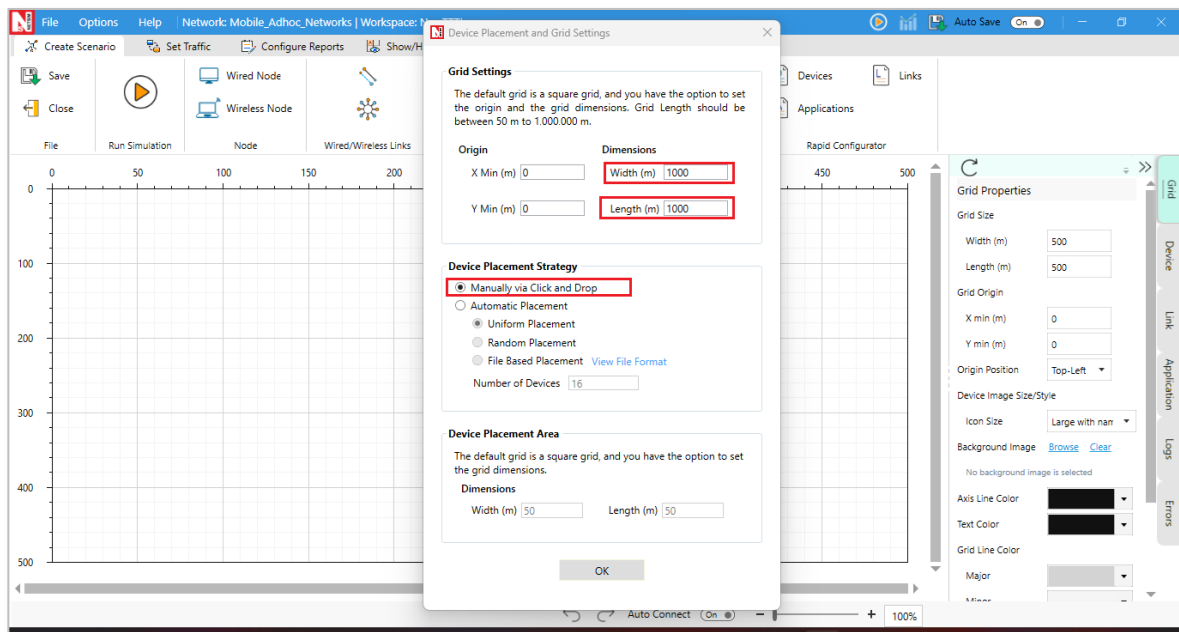 File Options Help Network: Mobile_Adhoc_Networks | Workspace:
Auto Save On
Create Scenario Set Traffic Configure Reports Show/H
Save
Close
File
Run Simulation
Wired Node
Wireless Node
Node
Wired/Wireless Links
Devices Links
Applications
Rapid Configurator
0 50 100 150 200 450 500
0
100
200
300
400
500
Device Placement and Grid Settings
Grid Settings
The default grid is a square grid, and you have the option to set
the origin and the grid dimensions. Grid Length should be
between 50 m to 1.000.000 m.
Origin Dimensions
X Min (m) 0 Width (m) 1000
Y Min (m) 0 Length (m) 1000
Device Placement Strategy
Manually via Click and Drop
Automatic Placement
Uniform Placement
Random Placement
File Based Placement View File Format
Number of Devices 16
Device Placement Area
The default grid is a square grid, and you have the option to set
the grid dimensions.
Dimensions
Width (m) 50 Length (m) 50
OK
Grid Properties
Grid Size
Width (m) 500
Length (m) 500
Grid Origin
X min (m) 0
Y min (m) 0
Origin Position Top-Left
Device Image Size/Style
Icon Size Large with nam
Background Image Browse Clear
No background image is selected
Axis Line Color
Text Color
Grid Line Color
Major
Grid
Device
Link
Application
Logs
Errors
Auto Connect On
100%